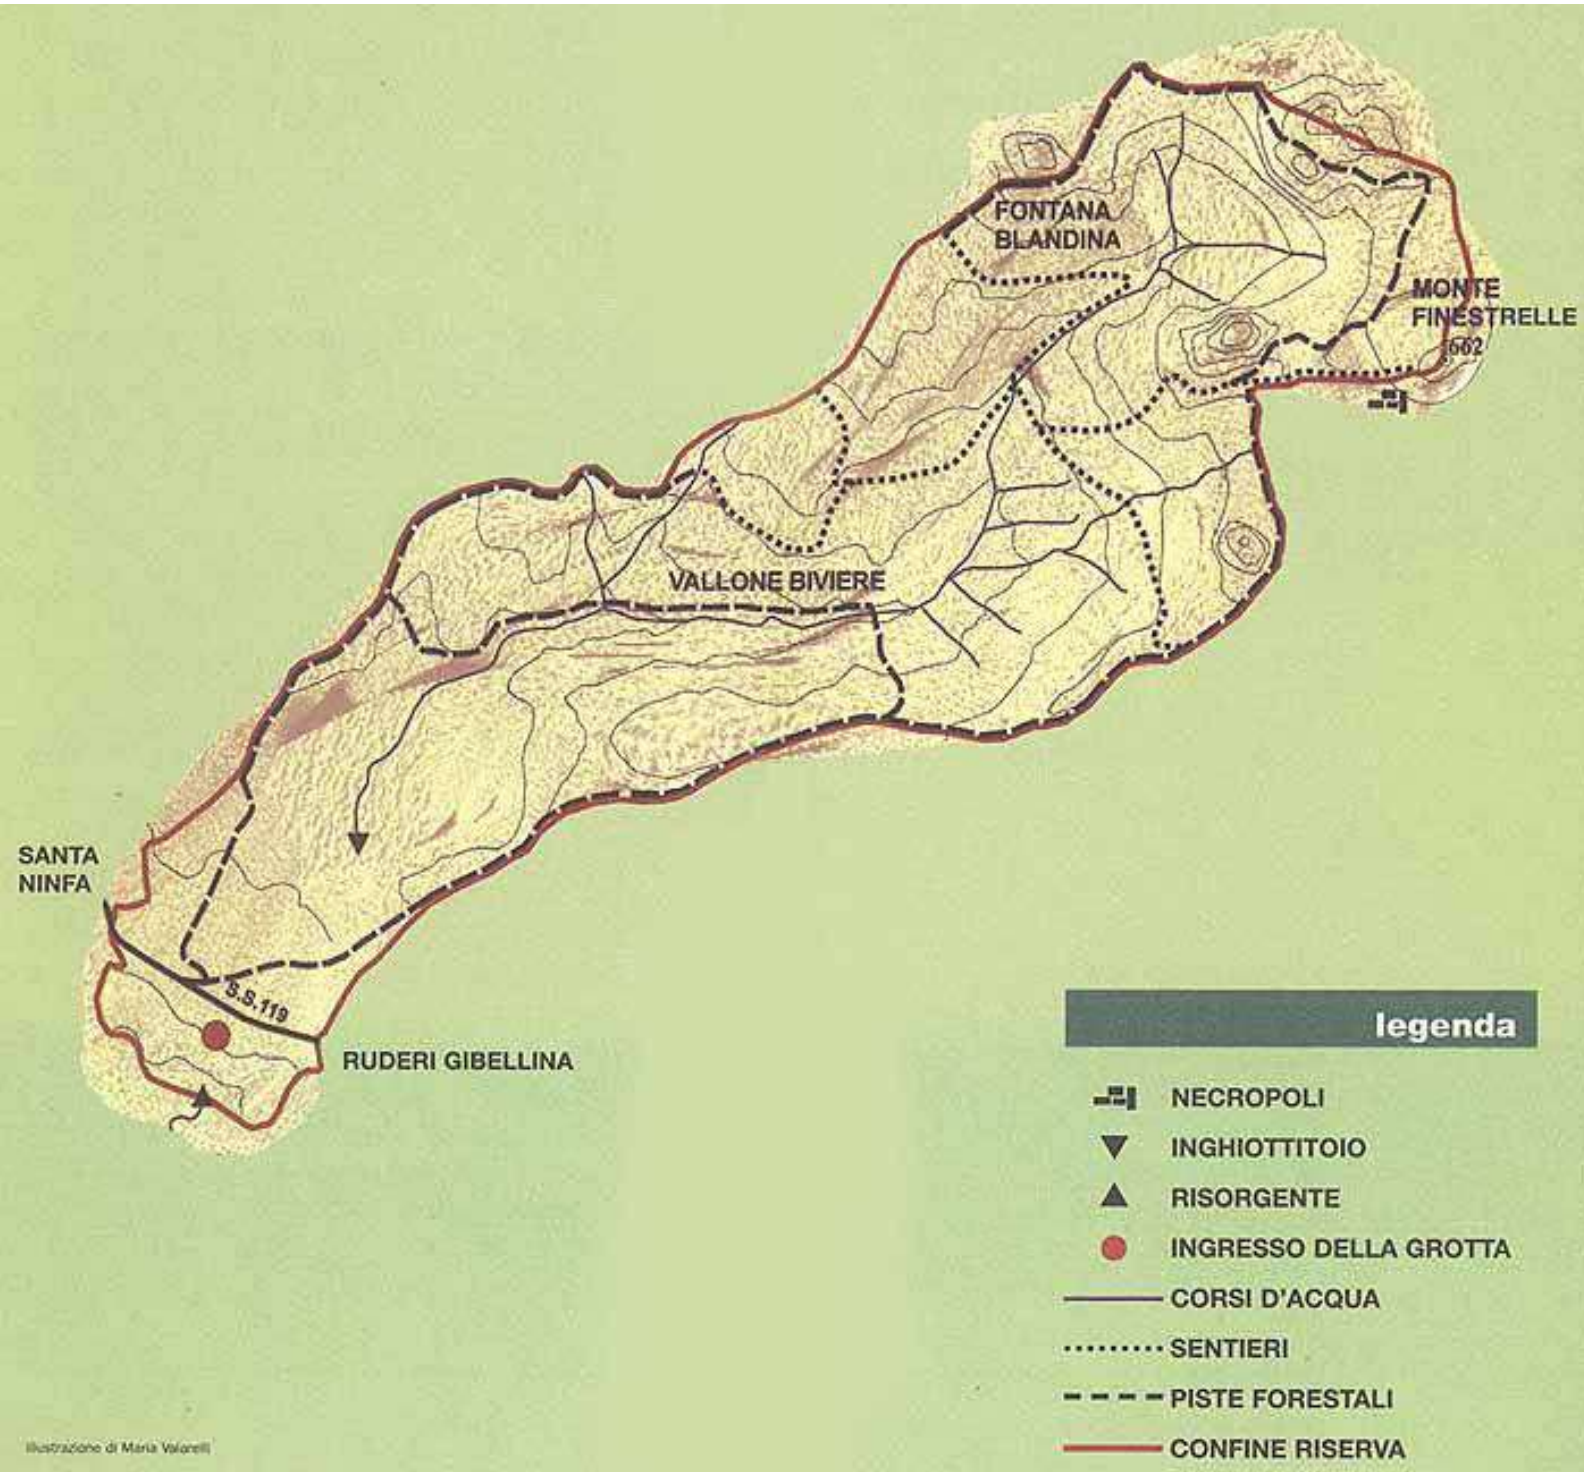 FONTANA
BLANDINA
MONTE
FINESTRELLE
662
VALLONE BIVIERE
SANTA
NINFA
S.S.119
RUDERI GIBELLINA
legenda
NECROPOLI
INGHIOTTITOIO
RISORGENTE
INGRESSO DELLA GROTTA
CORSI D'ACQUA
SENTIERI
PISTE FORESTALI
CONFINE RISERVA
illustrazione di Maria